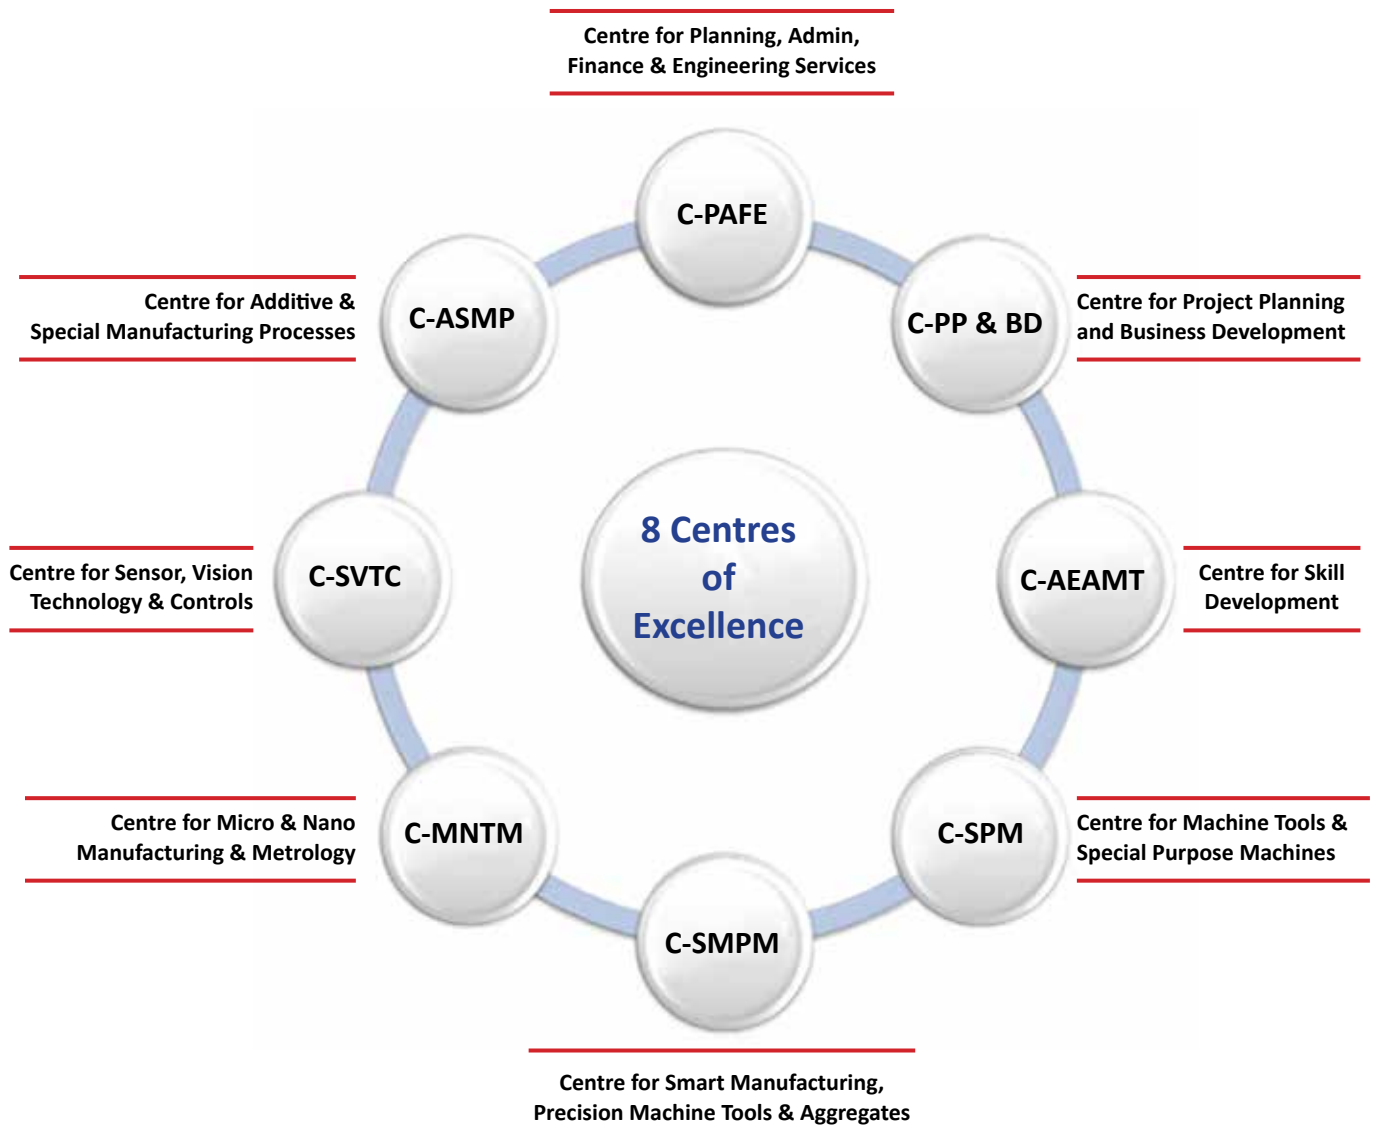 Centre for Planning, Admin,
Finance & Engineering Services
C-PAFE
C-ASMP
Centre for Additive &
Special Manufacturing Processes
C-PP & BD
Centre for Project Planning
and Business Development
8 Centres
of
Excellence
C-SVTC
Centre for Sensor, Vision
Technology & Controls
C-AEAMT
Centre for Skill
Development
C-MNTM
Centre for Micro & Nano
Manufacturing & Metrology
C-SPM
Centre for Machine Tools &
Special Purpose Machines
C-SMPM
Centre for Smart Manufacturing,
Precision Machine Tools & Aggregates